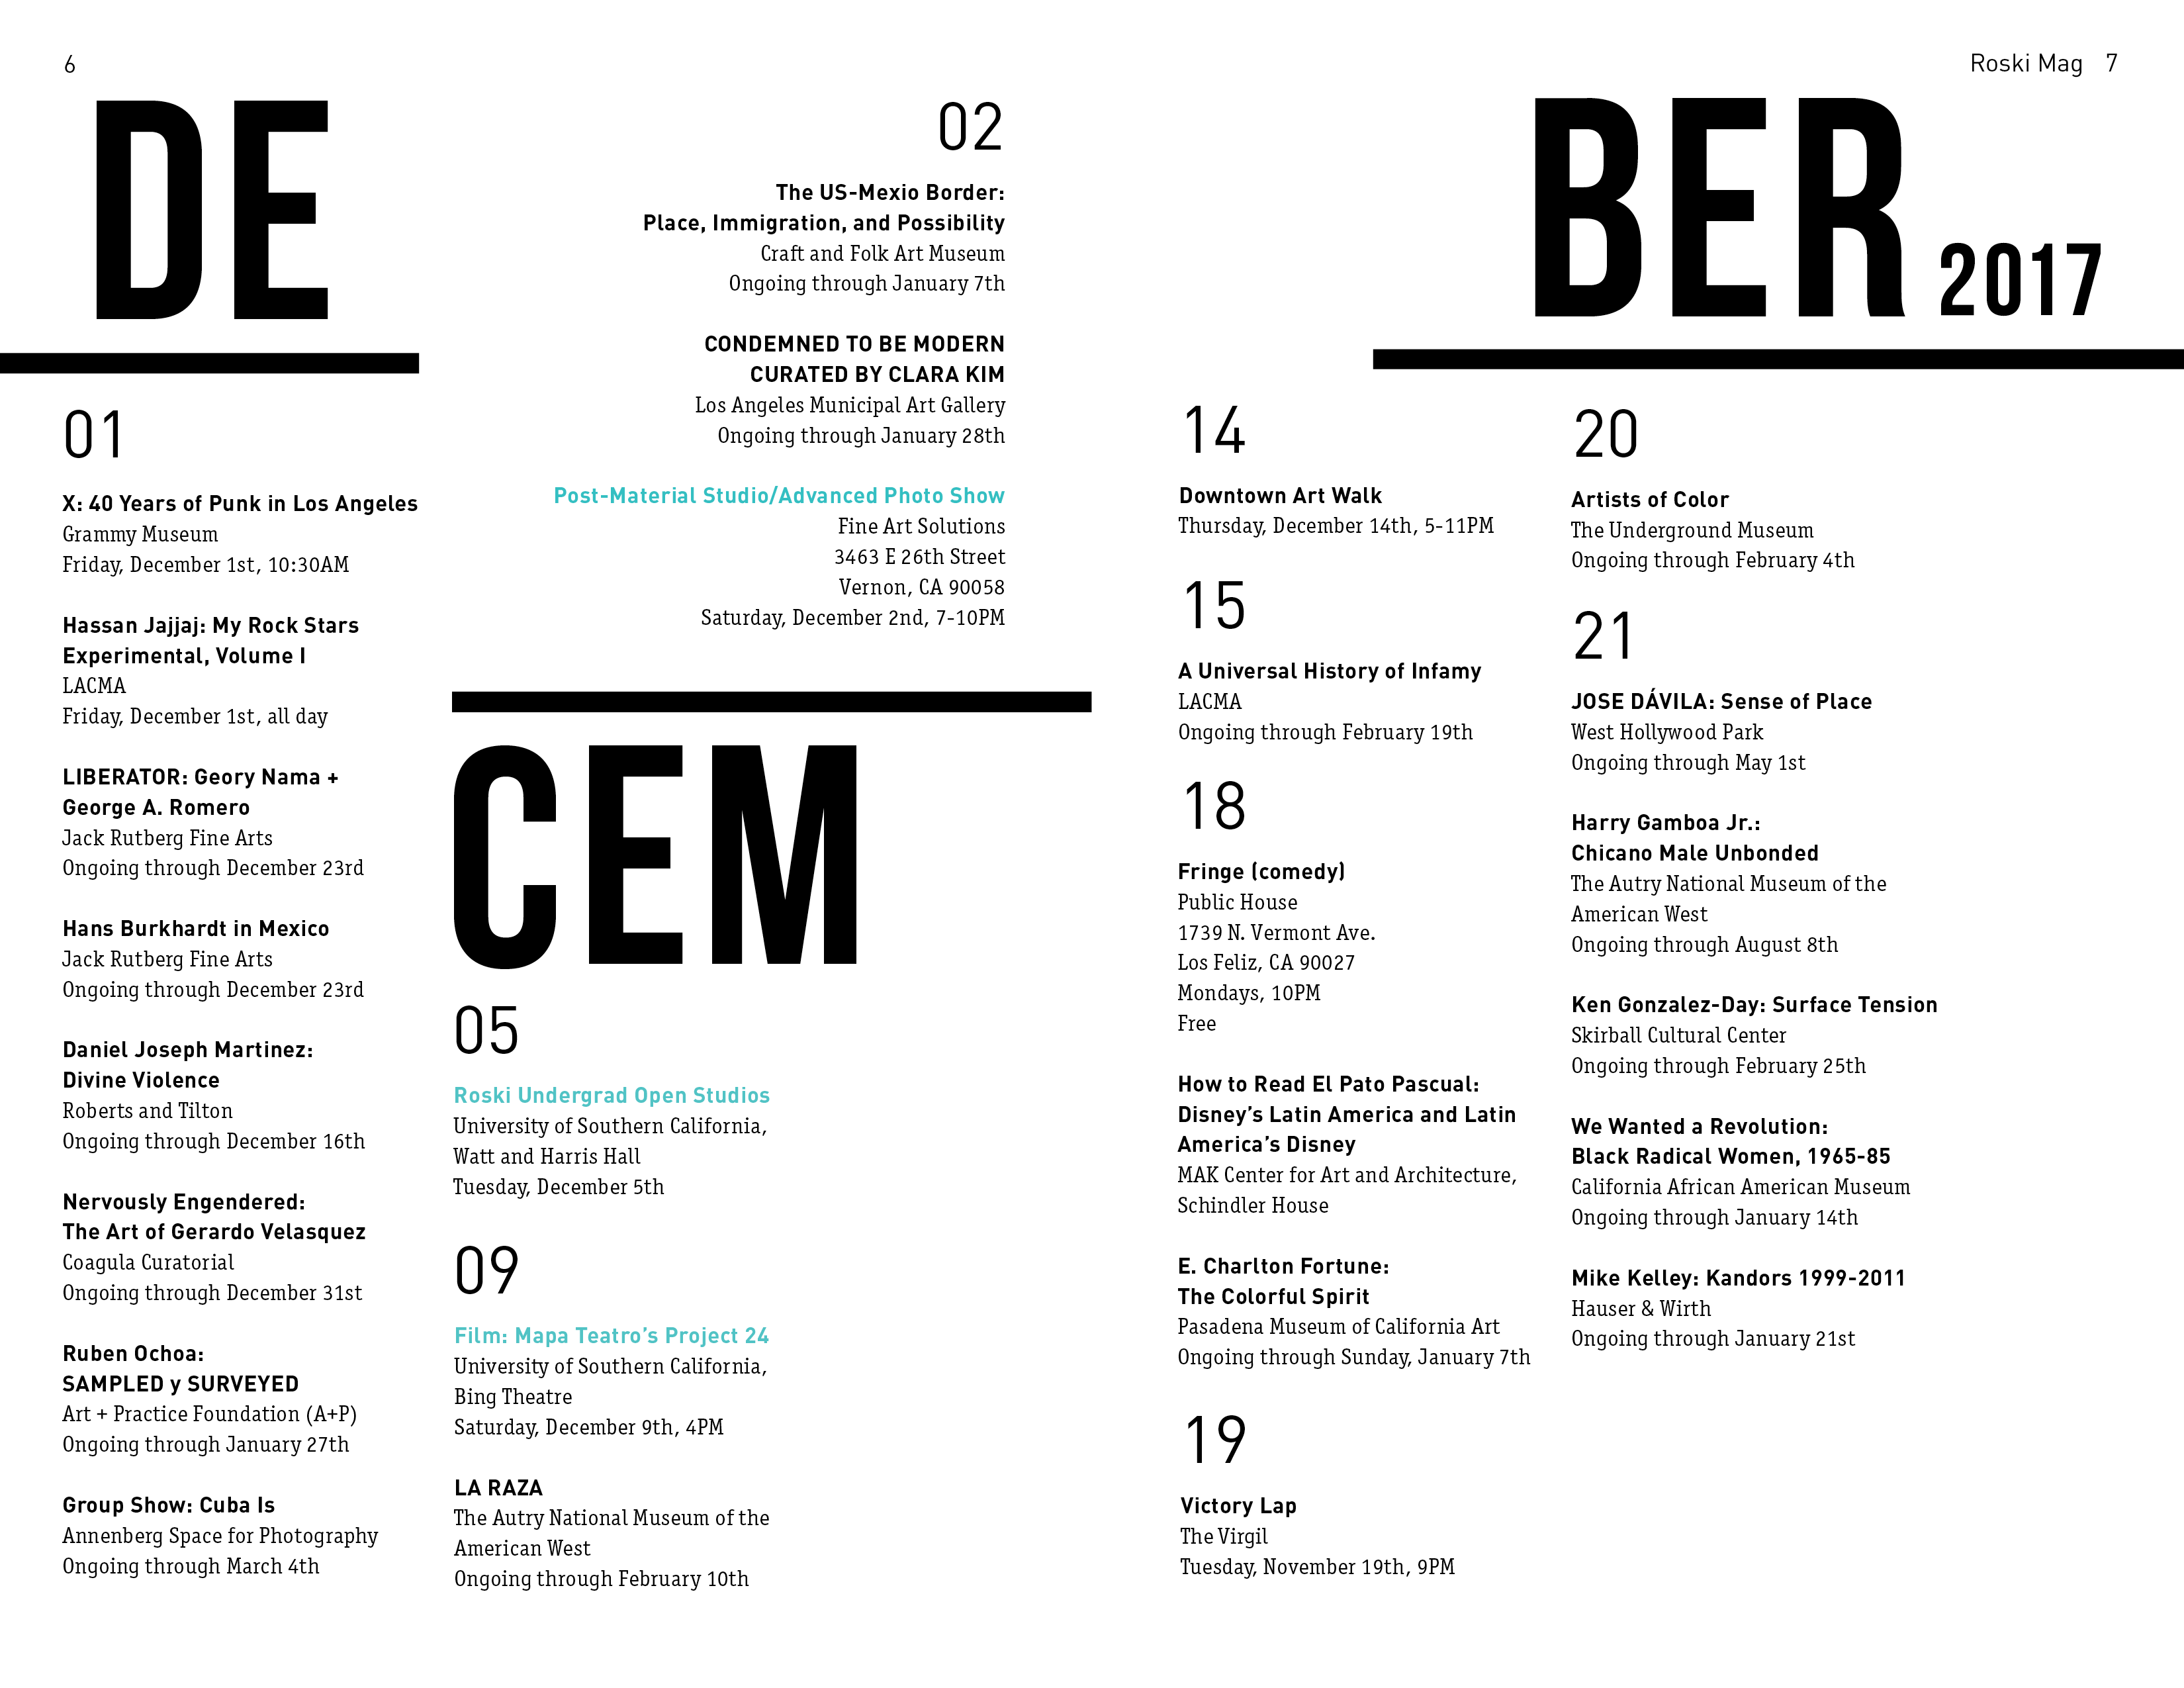 6
DE
01
X: 40 Years of Punk in Los Angeles
Grammy Museum
Friday, December 1st, 10:30AM
Hassan Jajjaj: My Rock Stars
Experimental, Volume I
LACMA
Friday, December 1st, all day
LIBERATOR: Geory Nama +
George A. Romero
Jack Rutberg Fine Arts
Ongoing through December 23rd
Hans Burkhardt in Mexico
Jack Rutberg Fine Arts
Ongoing through December 23rd
Daniel Joseph Martinez:
Divine Violence
Roberts and Tilton
Ongoing through December 16th
Nervously Engendered:
The Art of Gerardo Velasquez
Coagula Curatorial
Ongoing through December 31st
Ruben Ochoa:
SAMPLED y SURVEYED
Art + Practice Foundation (A+P)
Ongoing through January 27th
Group Show: Cuba Is
Annenberg Space for Photography
Ongoing through March 4th
02
The US-Mexio Border:
Place, Immigration, and Possibility
Craft and Folk Art Museum
Ongoing through January 7th
CONDEMNED TO BE MODERN
CURATED BY CLARA KIM
Los Angeles Municipal Art Gallery
Ongoing through January 28th
Post-Material Studio/Advanced Photo Show
Fine Art Solutions
3463 E 26th Street
Vernon, CA 90058
Saturday, December 2nd, 7-10PM
CEM
05
Roski Undergrad Open Studios
University of Southern California,
Watt and Harris Hall
Tuesday, December 5th
09
Film: Mapa Teatro’s Project 24
University of Southern California,
Bing Theatre
Saturday, December 9th, 4PM
LA RAZA
The Autry National Museum of the
American West
Ongoing through February 10th
Roski Mag 7
BER 2017
14
Downtown Art Walk
Thursday, December 14th, 5-11PM
15
A Universal History of Infamy
LACMA
Ongoing through February 19th
18
Fringe (comedy)
Public House
1739 N. Vermont Ave.
Los Feliz, CA 90027
Mondays, 10PM
Free
How to Read El Pato Pascual:
Disney’s Latin America and Latin
America’s Disney
MAK Center for Art and Architecture,
Schindler House
E. Charlton Fortune:
The Colorful Spirit
Pasadena Museum of California Art
Ongoing through Sunday, January 7th
19
Victory Lap
The Virgil
Tuesday, November 19th, 9PM
20
Artists of Color
The Underground Museum
Ongoing through February 4th
21
JOSE DÁVILA: Sense of Place
West Hollywood Park
Ongoing through May 1st
Harry Gamboa Jr.:
Chicano Male Unbonded
The Autry National Museum of the
American West
Ongoing through August 8th
Ken Gonzalez-Day: Surface Tension
Skirball Cultural Center
Ongoing through February 25th
We Wanted a Revolution:
Black Radical Women, 1965-85
California African American Museum
Ongoing through January 14th
Mike Kelley: Kandors 1999-2011
Hauser & Wirth
Ongoing through January 21st